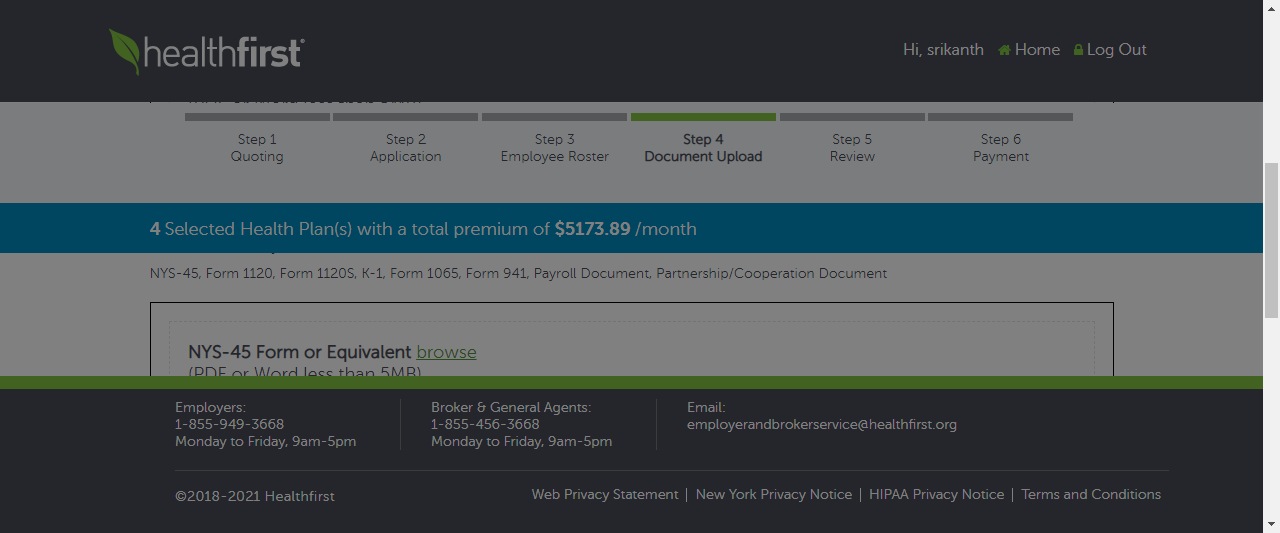 healthfirst
Hi, srikanth Home Log Out
Step 1 Step 2 Step 3 Step 4 Step 5 Step 6
Quoting Application Employee Roster Document Upload Review Payment
4 Selected Health Plan(s) with a total premium of $5173.89 /month
NYS-45, Form 1120, Form 1120S, K-1, Form 1065, Form 941, Payroll Document, Partnership/Cooperation Document
NYS-45 Form or Equivalent browse
(PDF or Word less than 5MB)
Employers: Broker & General Agents: Email:
1-855-949-3668 1-855-456-3668 employerandbrokerservice@healthfirst.org
Monday to Friday, 9am-5pm Monday to Friday, 9am-5pm
©2018-2021 Healthfirst Web Privacy Statement | New York Privacy Notice | HIPAA Privacy Notice | Terms and Conditions